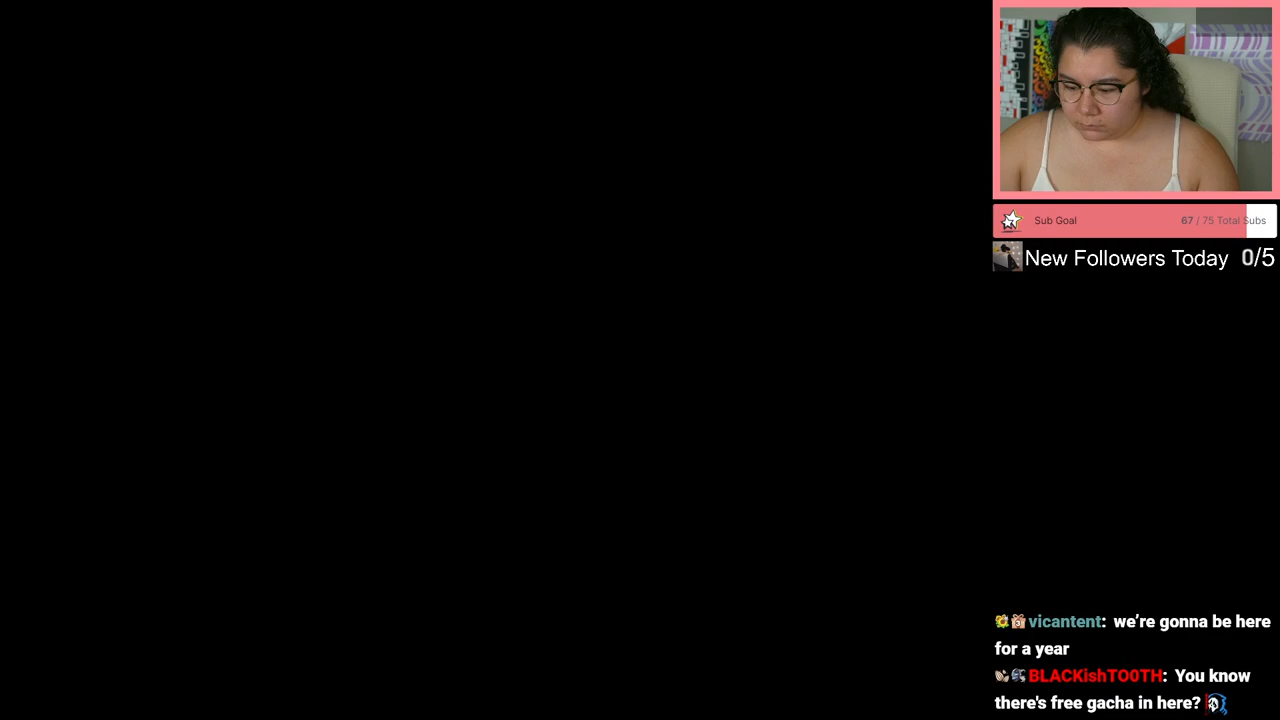 Sub Goal 67 / 75 Total Subs
New Followers Today 0/5
vicantent: we’re gonna be here
for a year
BLACKishTO0TH: You know
there's free gacha in here?